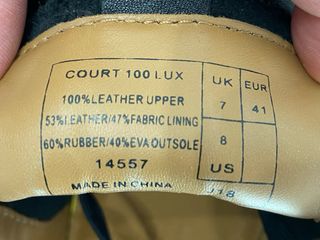 COURT 100 LUX
100%LEATHER UPPER
53%LEATHER/47%FABRIC LINING
60%RUBBER/40%EVA OUTSOLE
14557
MADE IN CHINA
UK EUR
7 41
8
US
J18